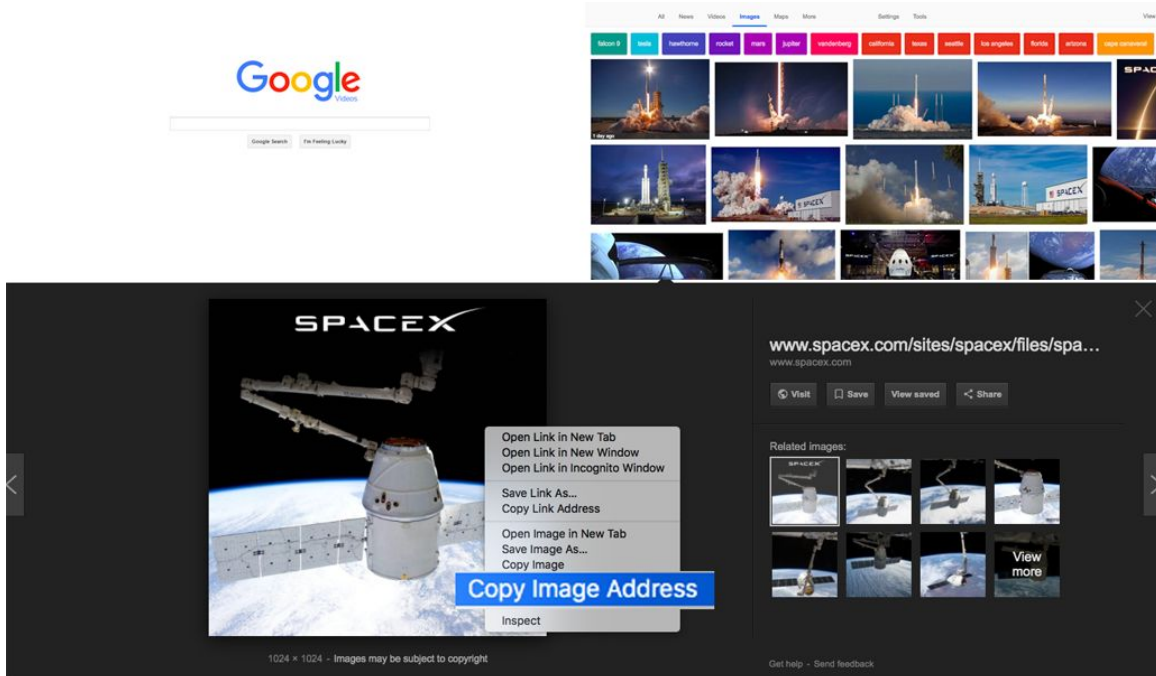 Google
Videos
Google Search
I'm Feeling Lucky
All News Videos Images Maps More Settings Tools View
falcon 9 tesla hawthorne rocket mars jupiter vandenberg california texas seattle los angeles florida arizona cape canaveral
SPAC
1 day ago
SPACEX
SPACEX
SPACEX
www.spacex.com/sites/spacex/files/spa...
www.spacex.com
Visit Save View saved Share
Open Link in New Tab
Open Link in New Window
Open Link in Incognito Window
Save Link As...
Copy Link Address
Open Image in New Tab
Save Image As...
Copy Image
Copy Image Address
Inspect
Related images:
SPACEX
View
more
1024 × 1024 - Images may be subject to copyright
Get help - Send feedback